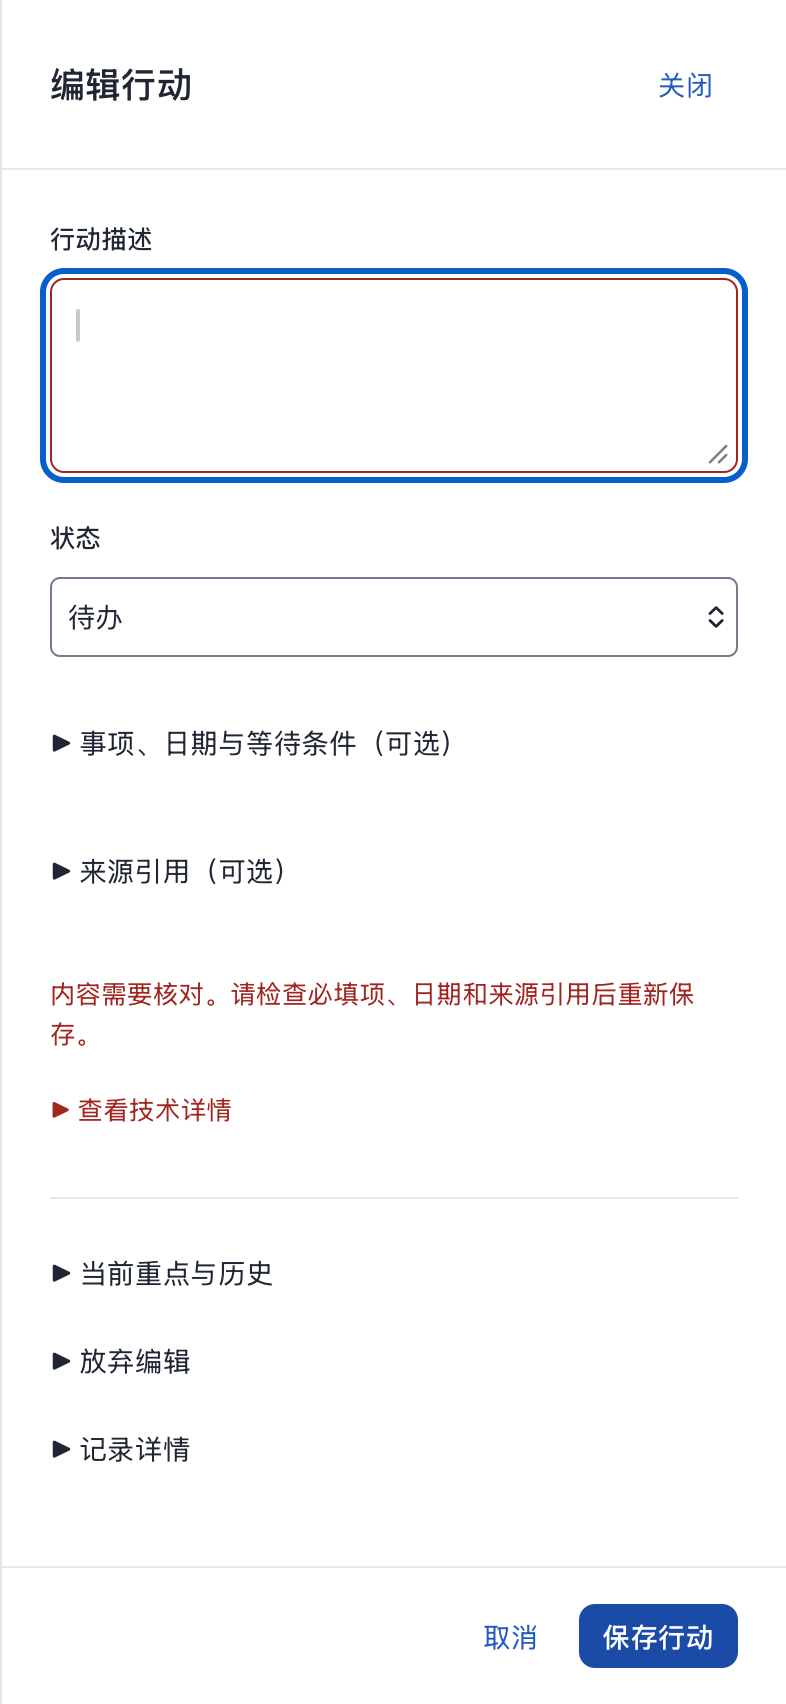 编辑行动
关闭
行动描述
状态
待办
事项、日期与等待条件（可选）
来源引用（可选）
内容需要核对。请检查必填项、日期和来源引用后重新保
存。
查看技术详情
当前重点与历史
放弃编辑
记录详情
取消
保存行动